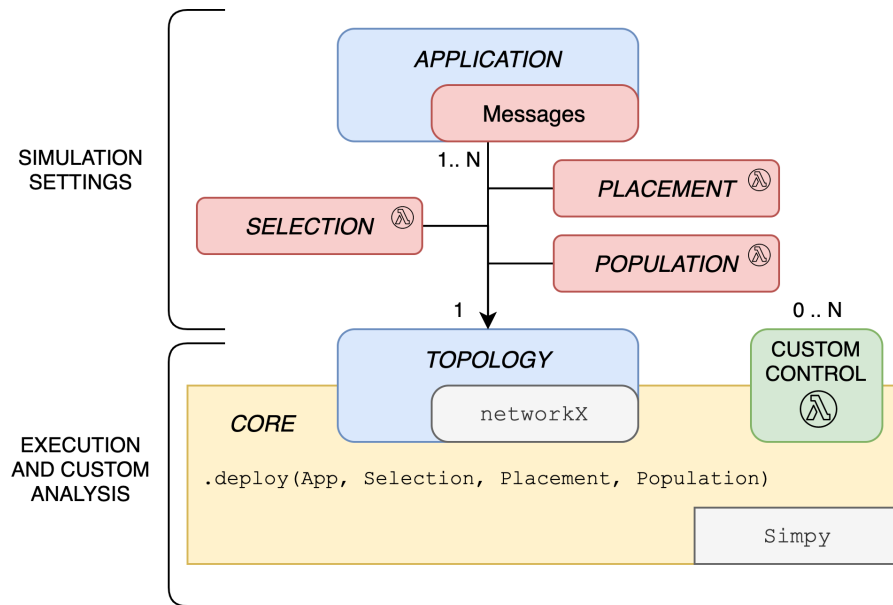 APPLICATION
Messages
1.. N
SIMULATION
SETTINGS
PLACEMENT
SELECTION
POPULATION
1
0 .. N
TOPOLOGY
networkX
CUSTOM
CONTROL
CORE
EXECUTION
AND CUSTOM
ANALYSIS
.deploy(App, Selection, Placement, Population)
Simpy